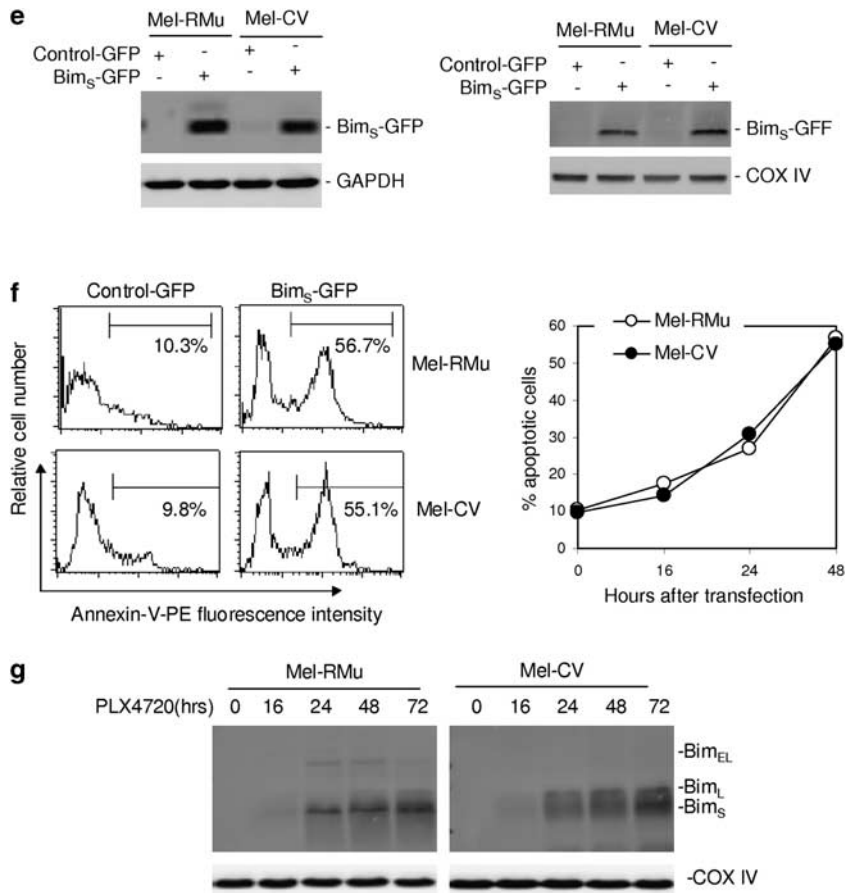 e
Mel-RMu Mel-CV
Control-GFP + - + -
Bims-GFP - + - +
- Bims-GFP
- GAPDH
Mel-RMu Mel-CV
Control-GFP + - + -
Bims-GFP - + - +
- Bims-GFF
- COX IV
f
Control-GFP Bims-GFP
10.3% 56.7% Mel-RMu
9.8% 55.1% Mel-CV
Relative cell number
Annexin-V-PE fluorescence intensity
Mel-RMu
Mel-CV
% apoptotic cells
60
50
40
30
20
10
0
0 16 24 48
Hours after transfection
g
Mel-RMu Mel-CV
PLX4720(hrs) 0 16 24 48 72 0 16 24 48 72
-BimEL
-BimL
-Bims
-COX IV